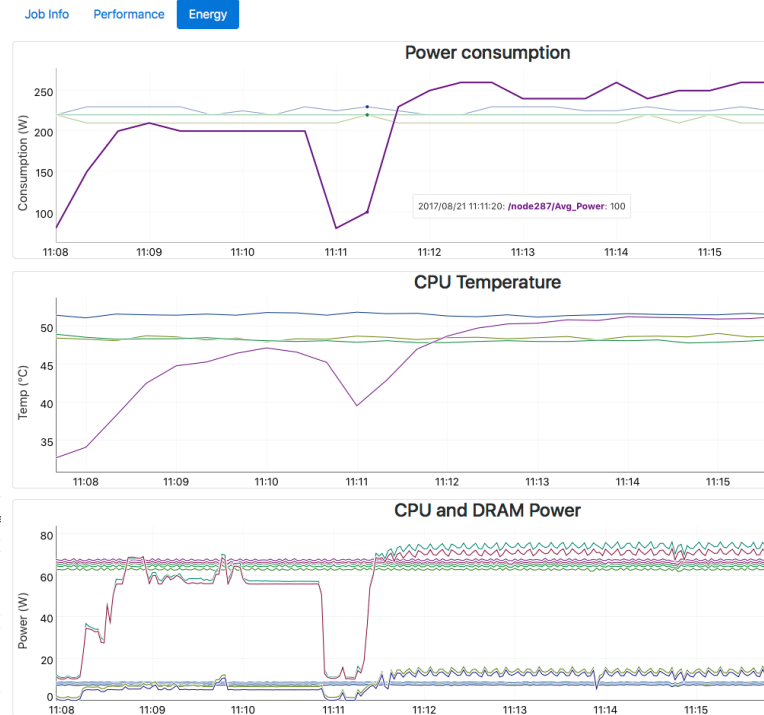 Job Info Performance Energy
Power consumption
Consumption (W)
250
200
150
100
2017/08/21 11:11:20: /node287/Avg_Power: 100
11:08 11:09 11:10 11:11 11:12 11:13 11:14 11:15
CPU Temperature
Temp (°C)
50
45
40
35
11:08 11:09 11:10 11:11 11:12 11:13 11:14 11:15
CPU and DRAM Power
Power (W)
80
60
40
20
0
11:08 11:09 11:10 11:11 11:12 11:13 11:14 11:15